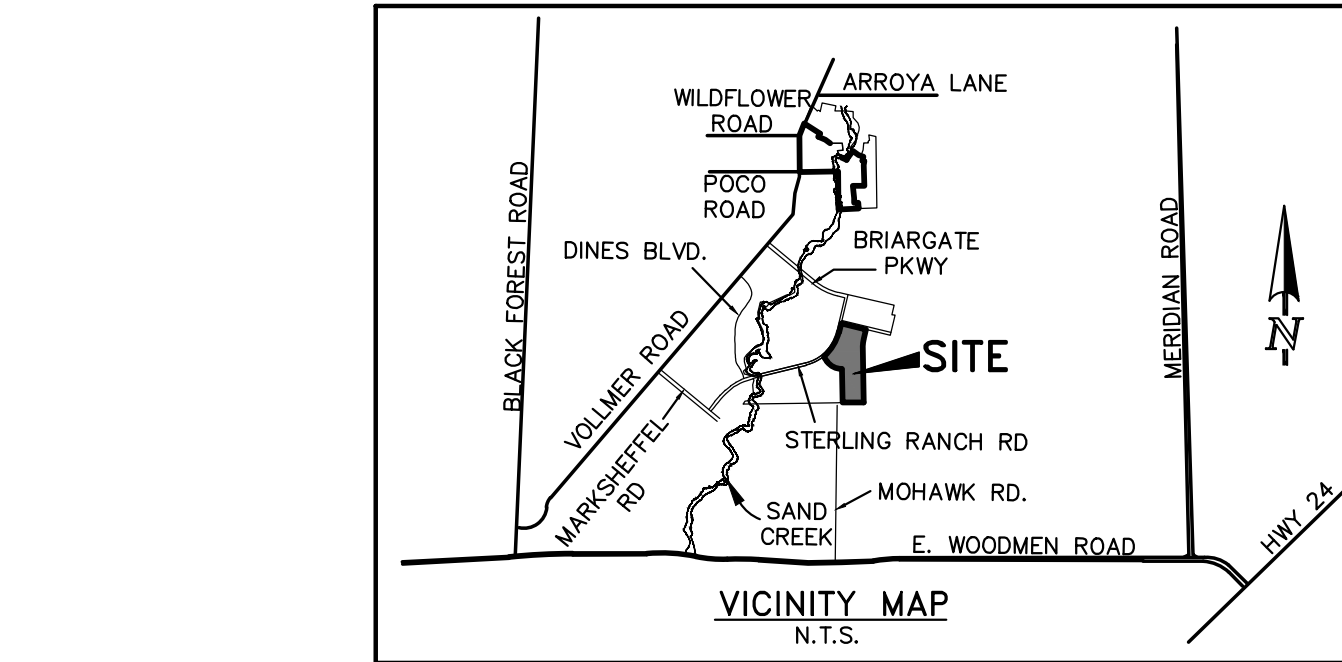 ARROYA LANE
WILDFLOWER
ROAD
POCO
ROAD
BLACK FOREST ROAD
MERIDIAN ROAD
DINES BLVD.
BRIARGATE
PKWY
N
VOLLMER ROAD
SITE
MARKSHEFFEL
RD
STERLING RANCH RD
MOHAWK RD.
SAND
CREEK
E. WOODMEN ROAD
HWY 24
VICINITY MAP
N.T.S.